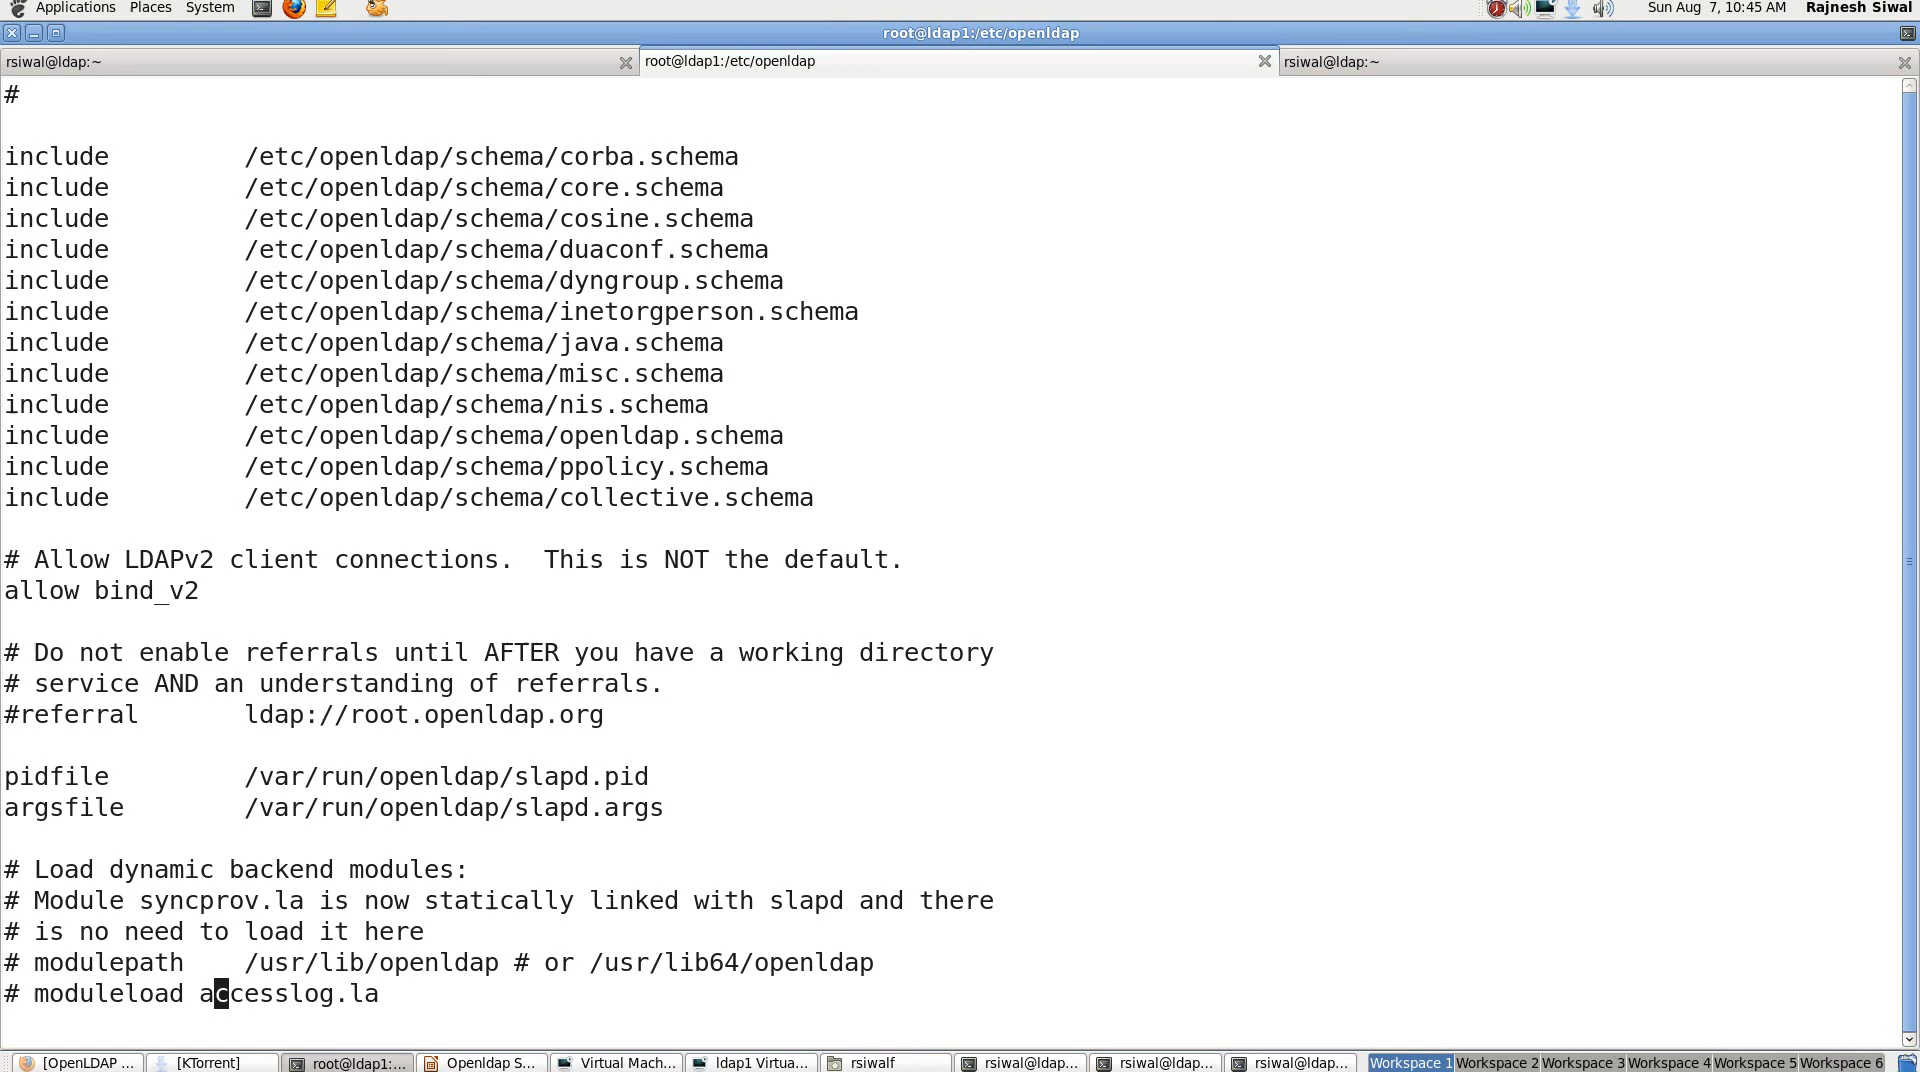 Applications Places System Sun Aug 7, 10:45 AM Rajnesh Siwal
root@ldap1:/etc/openldap
rsiwal@ldap:~ root@ldap1:/etc/openldap rsiwal@ldap:~
#
include /etc/openldap/schema/corba.schema
include /etc/openldap/schema/core.schema
include /etc/openldap/schema/cosine.schema
include /etc/openldap/schema/duaconf.schema
include /etc/openldap/schema/dyngroup.schema
include /etc/openldap/schema/inetorgperson.schema
include /etc/openldap/schema/java.schema
include /etc/openldap/schema/misc.schema
include /etc/openldap/schema/nis.schema
include /etc/openldap/schema/openldap.schema
include /etc/openldap/schema/ppolicy.schema
include /etc/openldap/schema/collective.schema
# Allow LDAPv2 client connections.  This is NOT the default.
allow bind_v2
# Do not enable referrals until AFTER you have a working directory
# service AND an understanding of referrals.
#referral ldap://root.openldap.org
pidfile /var/run/openldap/slapd.pid
argsfile /var/run/openldap/slapd.args
# Load dynamic backend modules:
# Module syncprov.la is now statically linked with slapd and there
# is no need to load it here
# modulepath /usr/lib/openldap # or /usr/lib64/openldap
# moduleload accesslog.la
[OpenLDAP ... [KTorrent] root@ldap1:... Openldap S... Virtual Mach... ldap1 Virtua... rsiwalf rsiwal@ldap... rsiwal@ldap... rsiwal@ldap... Workspace 1 Workspace 2 Workspace 3 Workspace 4 Workspace 5 Workspace 6